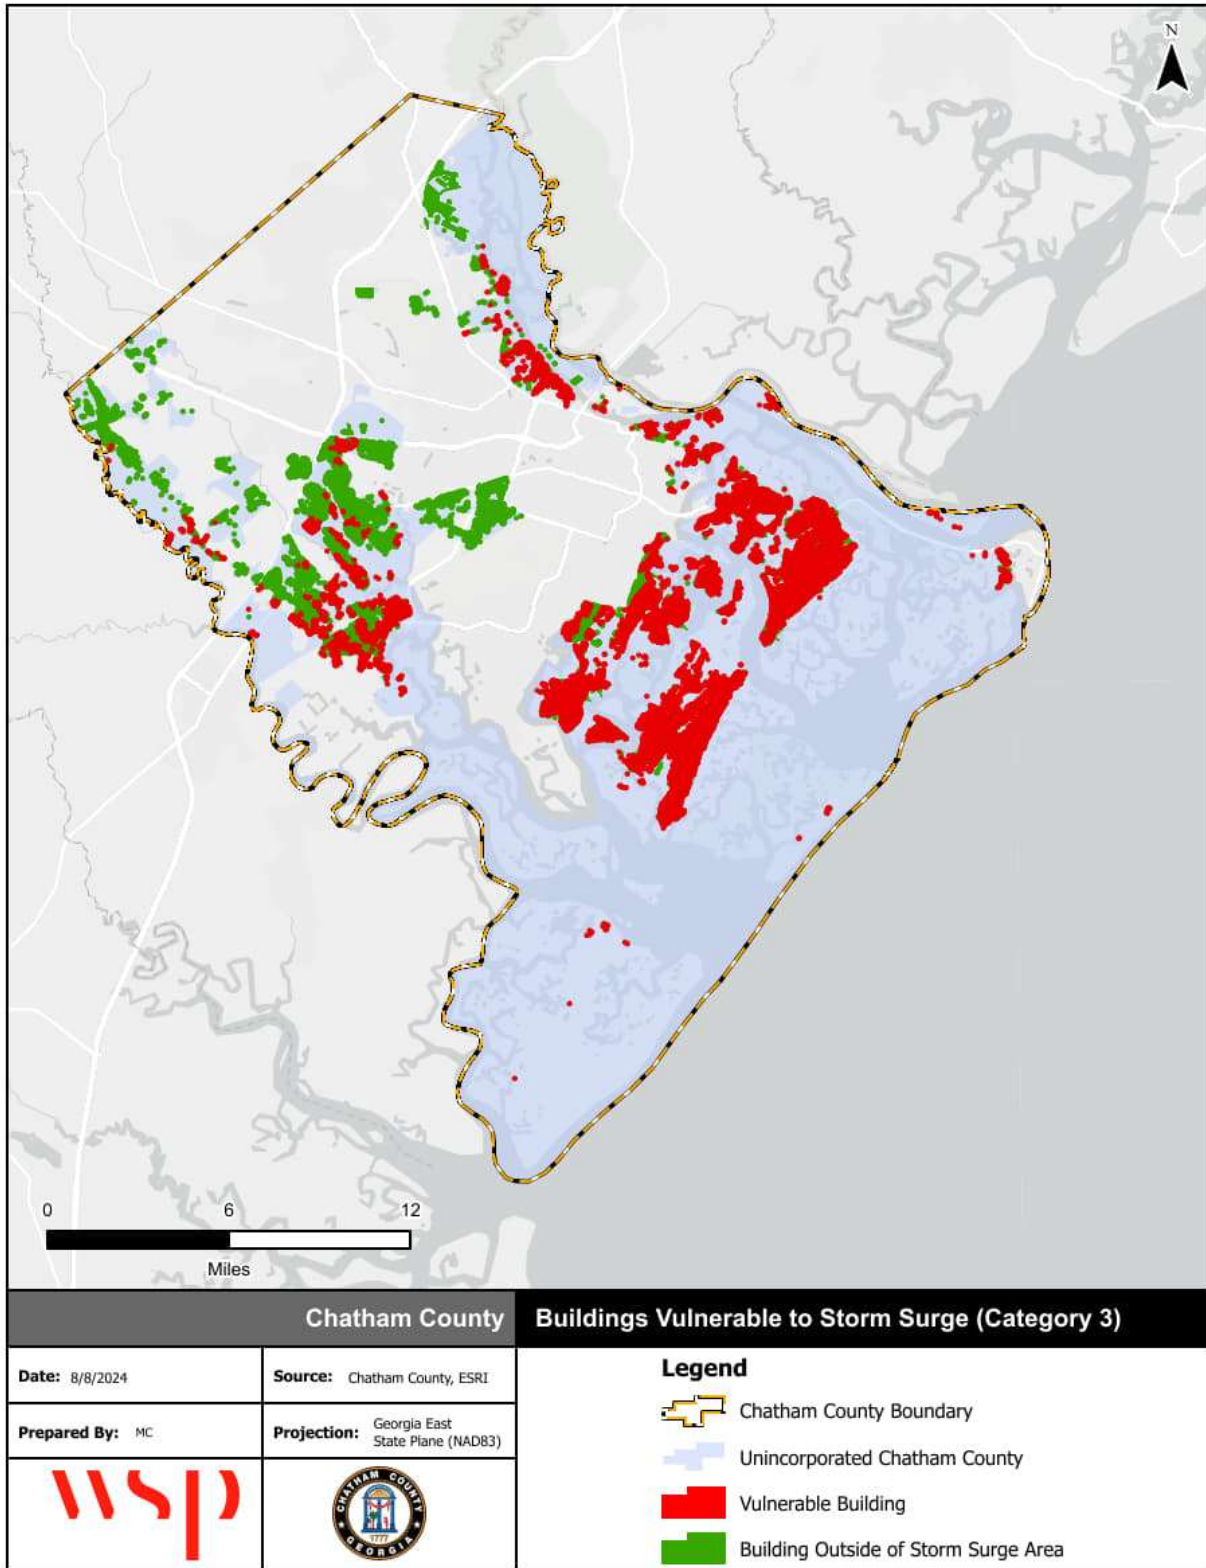 N
0 6 12
Miles
Chatham County
Buildings Vulnerable to Storm Surge (Category 3)
Date: 8/8/2024
Source: Chatham County, ESRI
Prepared By: MC
Projection: Georgia East
State Plane (NAD83)
wsp
CHATHAM COUNTY
1777
GEORGIA
Legend
Chatham County Boundary
Unincorporated Chatham County
Vulnerable Building
Building Outside of Storm Surge Area